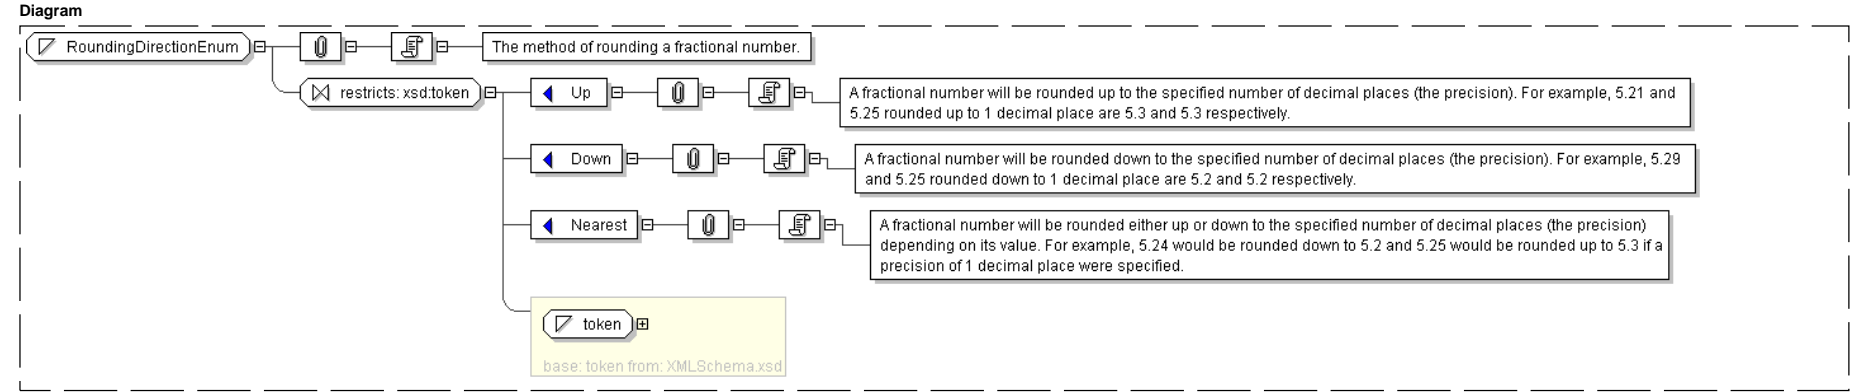 Diagram
RoundingDirectionEnum
The method of rounding a fractional number.
restricts: xsd:token
Up
A fractional number will be rounded up to the specified number of decimal places (the precision). For example, 5.21 and
5.25 rounded up to 1 decimal place are 5.3 and 5.3 respectively.
Down
A fractional number will be rounded down to the specified number of decimal places (the precision). For example, 5.29
and 5.25 rounded down to 1 decimal place are 5.2 and 5.2 respectively.
Nearest
A fractional number will be rounded either up or down to the specified number of decimal places (the precision)
depending on its value. For example, 5.24 would be rounded down to 5.2 and 5.25 would be rounded up to 5.3 if a
precision of 1 decimal place were specified.
token
base: token from: XMLSchema.xsd